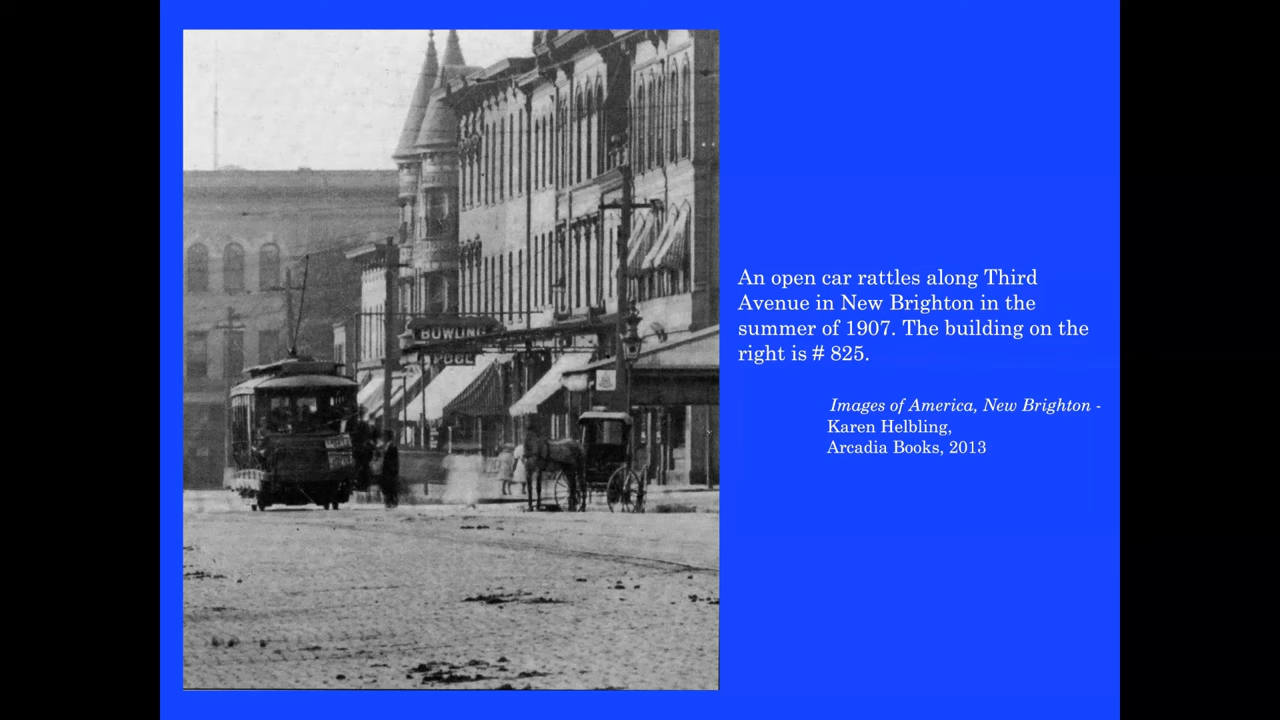 BOWLING
POOL
An open car rattles along Third
Avenue in New Brighton in the
summer of 1907. The building on the
right is # 825.
Images of America, New Brighton -
Karen Helbling,
Arcadia Books, 2013